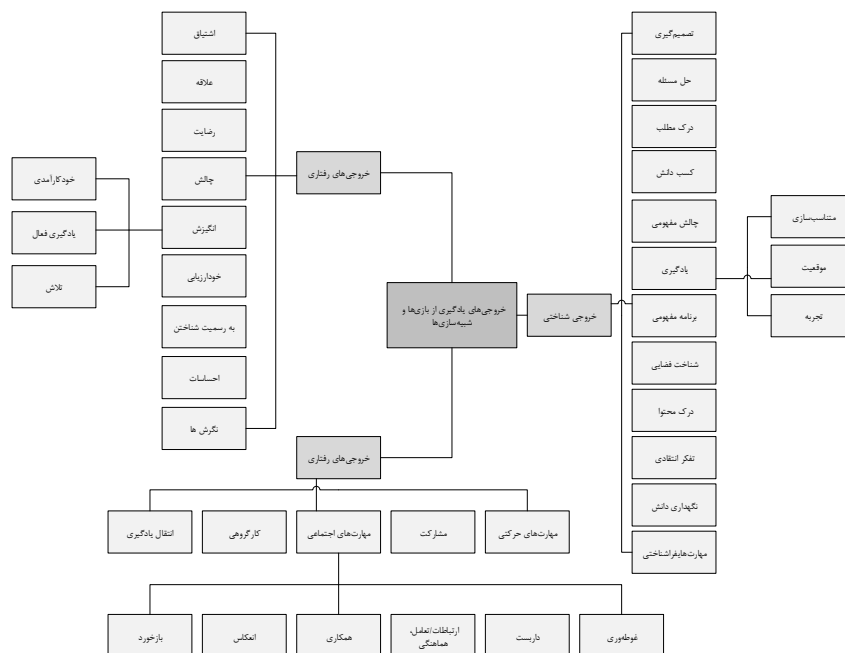 اشتیاق
علاقه
رضایت
چالش
انگیزش
خودارزیابی
به رسمیت شناختن
احساسات
نگرش ها
خودکارآمدی
یادگیری فعال
تلاش
خروجی‌های رفتاری
خروجی‌های یادگیری از بازی‌ها و
شبیه‌سازی‌ها
خروجی شناختی
تصمیم‌گیری
حل مسئله
درک مطلب
کسب دانش
چالش مفهومی
یادگیری
برنامه مفهومی
شناخت فضایی
درک محتوا
تفکر انتقادی
نگهداری دانش
مهارت‌هایفراشناختی
متناسب‌سازی
موقعیت
تجربه
خروجی‌های رفتاری
مهارت‌های حرکتی
مشارکت
مهارت‌های اجتماعی
کارگروهی
انتقال یادگیری
غوطه‌وری
داربست
ارتباطات/تعامل،
هماهنگی
همکاری
انعکاس
بازخورد